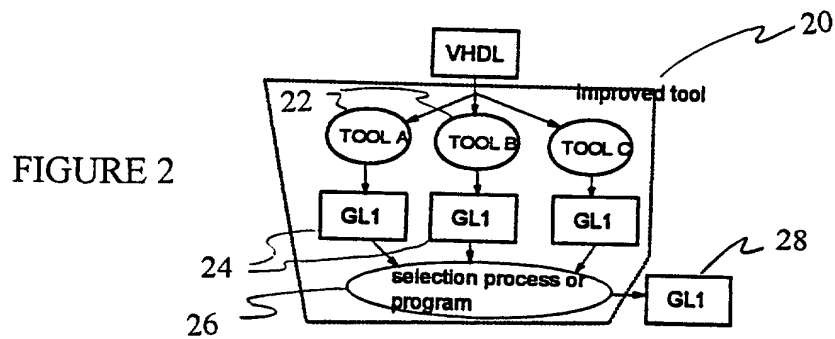 20
VHDL
improved tool
22
TOOL A
TOOL B
TOOL C
FIGURE 2
GL1
GL1
GL1
24
28
selection process or
program
GL1
26